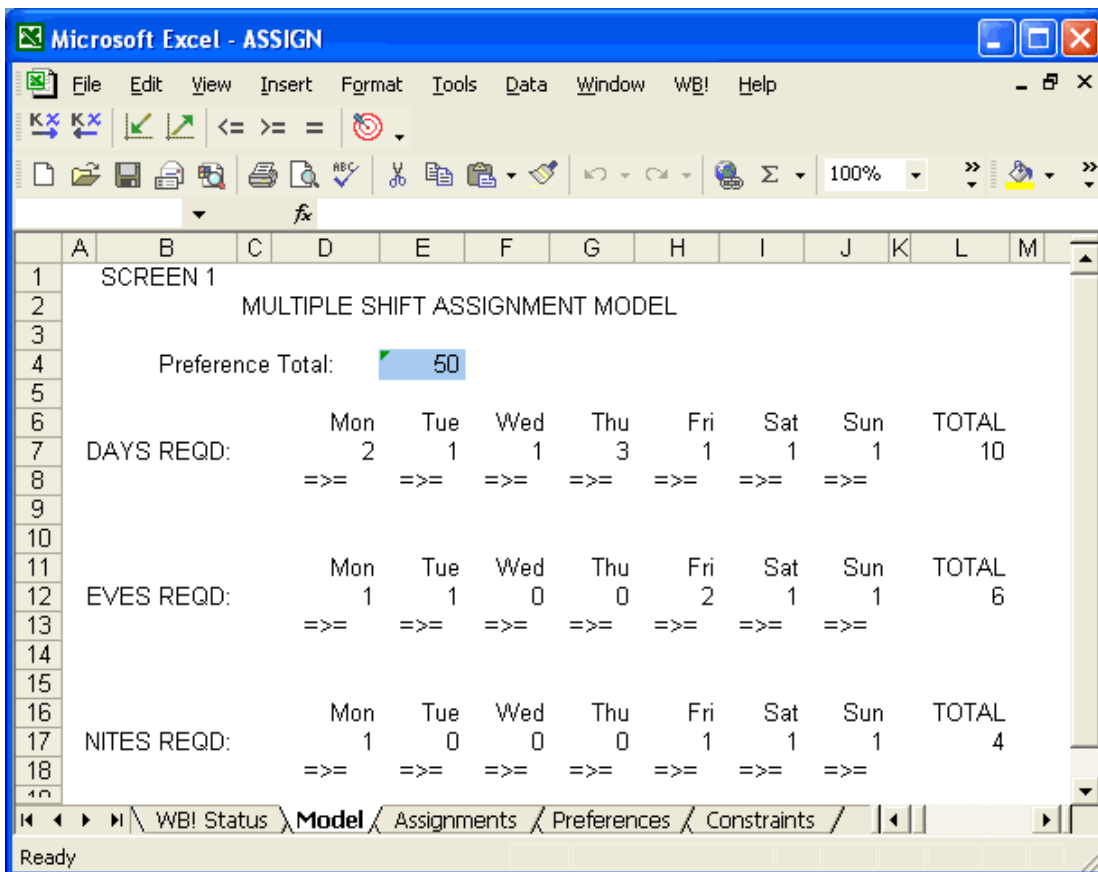 Microsoft Excel - ASSIGN
File Edit View Insert Format Tools Data Window WB! Help
<= >= =
100%
fx
A B C D E F G H I J K L M
1 SCREEN 1
2 MULTIPLE SHIFT ASSIGNMENT MODEL
3
4 Preference Total: 50
5
6 Mon Tue Wed Thu Fri Sat Sun TOTAL
7 DAYS REQD: 2 1 1 3 1 1 1 10
8 =>= =>= =>= =>= =>= =>= =>=
9
10
11 Mon Tue Wed Thu Fri Sat Sun TOTAL
12 EVES REQD: 1 1 0 0 2 1 1 6
13 =>= =>= =>= =>= =>= =>= =>=
14
15
16 Mon Tue Wed Thu Fri Sat Sun TOTAL
17 NITES REQD: 1 0 0 0 1 1 1 4
18 =>= =>= =>= =>= =>= =>= =>=
WB! Status Model Assignments Preferences Constraints
Ready